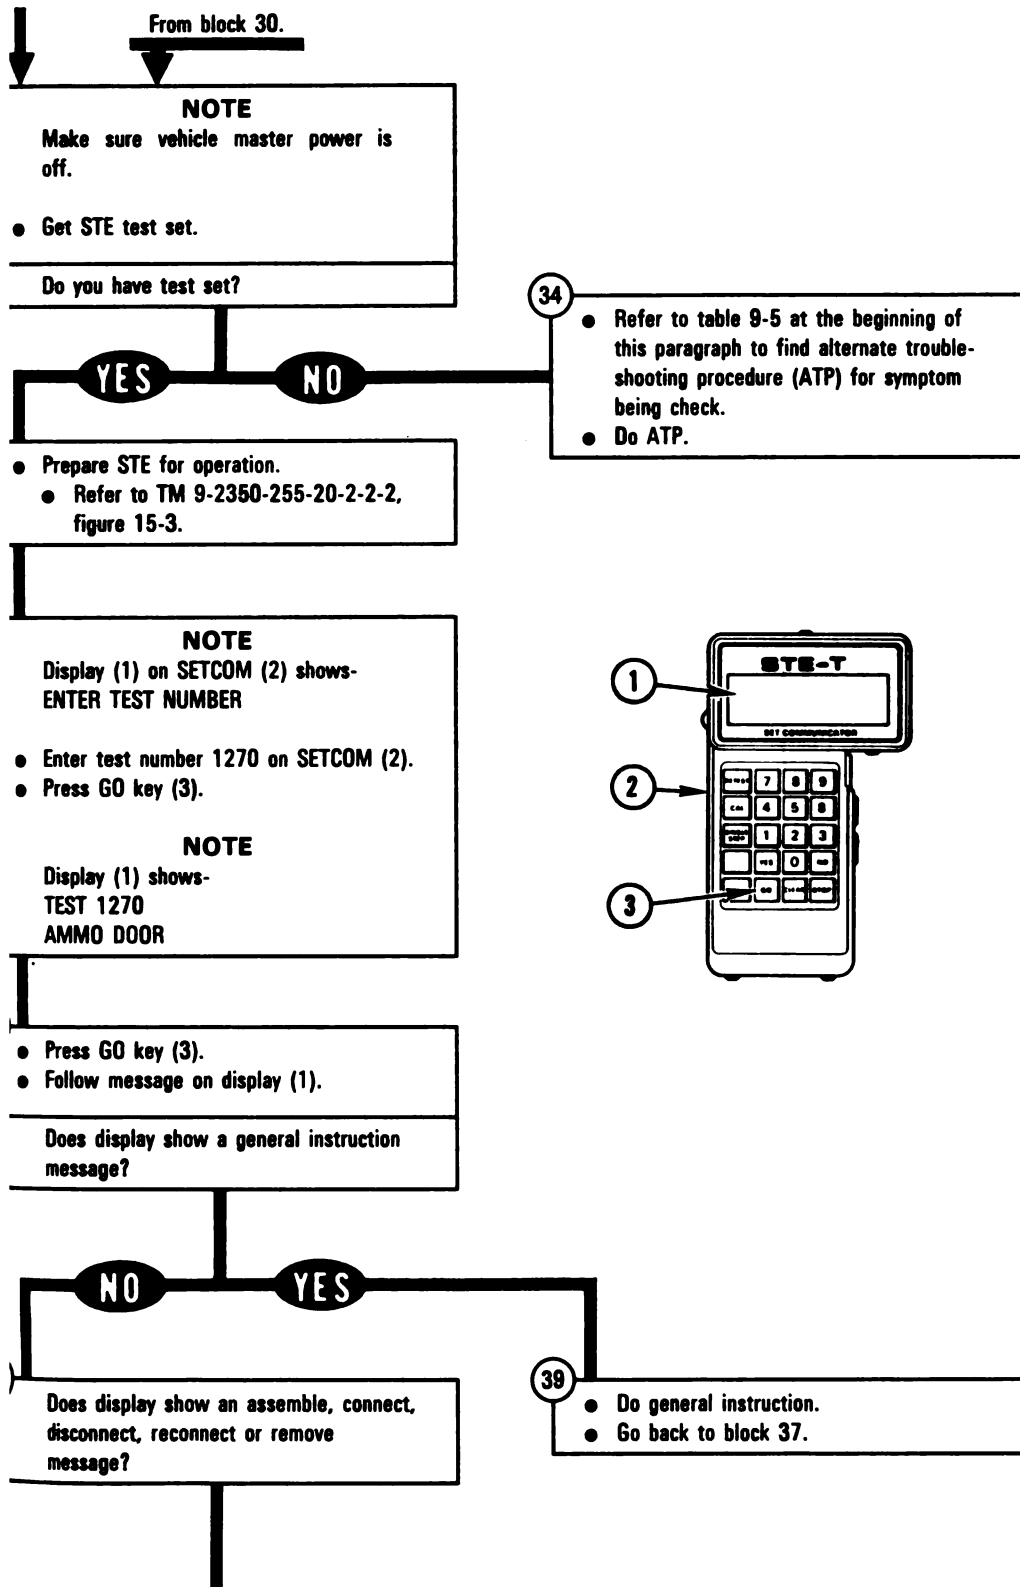 From block 30.
NOTE
Make sure vehicle master power is
off.
● Get STE test set.
Do you have test set?
YES
NO
34
● Refer to table 9-5 at the beginning of
this paragraph to find alternate trouble-
shooting procedure (ATP) for symptom
being check.
● Do ATP.
● Prepare STE for operation.
● Refer to TM 9-2350-255-20-2-2-2,
figure 15-3.
NOTE
Display (1) on SETCOM (2) shows-
ENTER TEST NUMBER
● Enter test number 1270 on SETCOM (2).
● Press GO key (3).
NOTE
Display (1) shows-
TEST 1270
AMMO DOOR
1
2
3
STE-T
SET COMMUNICATOR
7 8 9
4 5
1 2 3
YES 0 NO
GO STOP
● Press GO key (3).
● Follow message on display (1).
Does display show a general instruction
message?
NO
YES
Does display show an assemble, connect,
disconnect, reconnect or remove
message?
39
● Do general instruction.
● Go back to block 37.